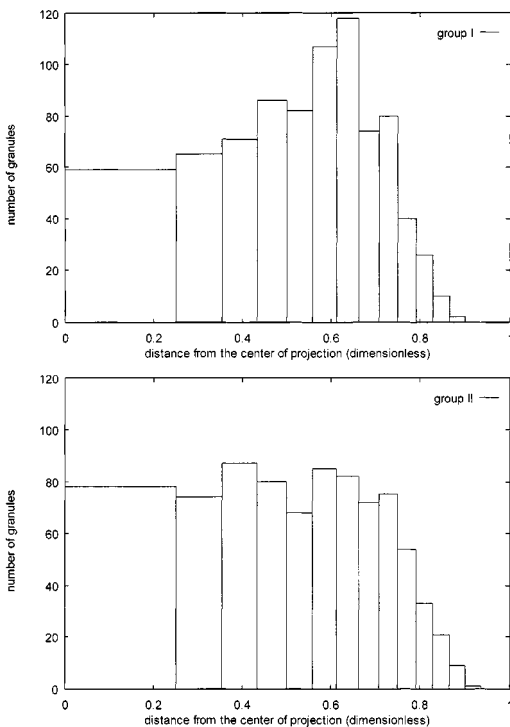 120
group I
100
80
60
40
20
0
number of granules
0 0.2 0.4 0.6 0.8 1
distance from the center of projection (dimensionless)
120
group II
100
80
60
40
20
0
number of granules
0 0.2 0.4 0.6 0.8 1
distance from the center of projection (dimensionless)